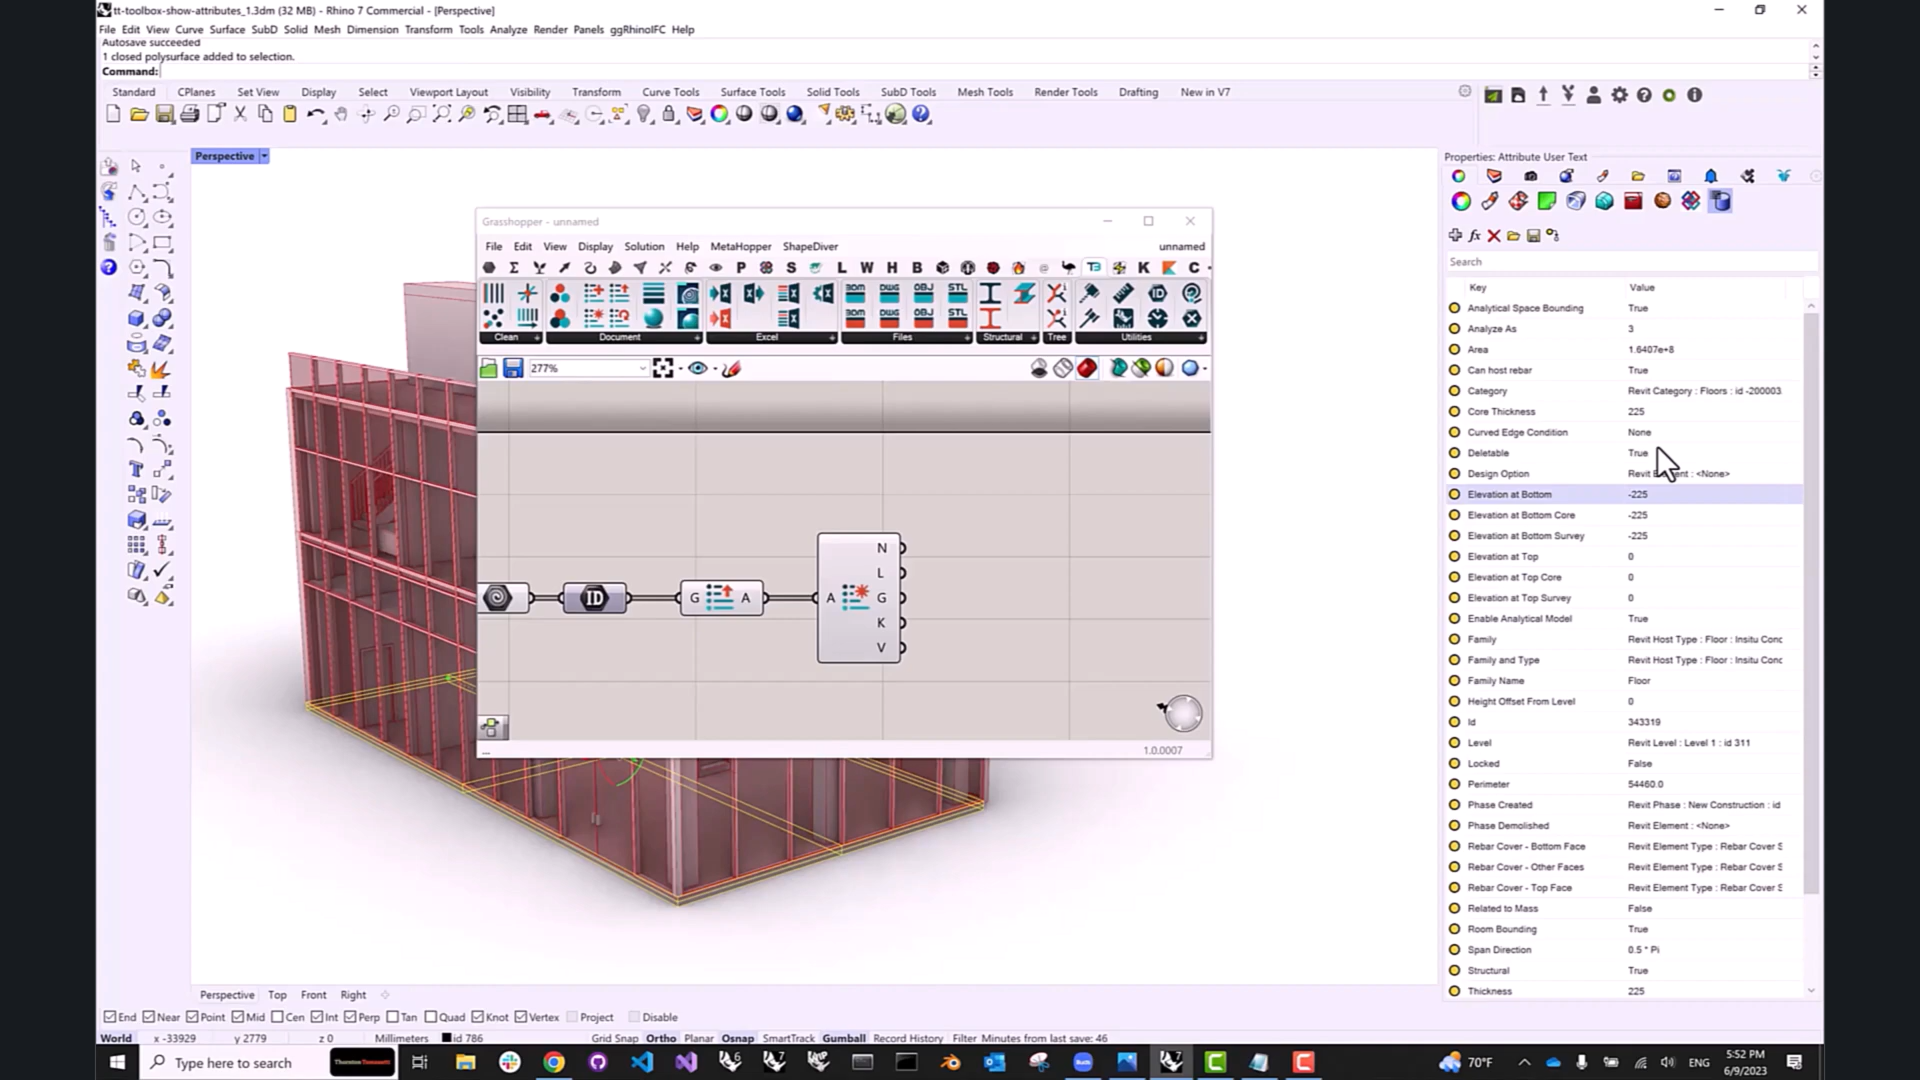 tt-toolbox-show-attributes_1.3dm (32 MB) - Rhino 7 Commercial - [Perspective]
File Edit View Curve Surface SubD Solid Mesh Dimension Transform Tools Analyze Render Panels ggRhinoIFC Help
Autosave succeeded
1 closed polysurface added to selection.
Command:
Standard CPlanes Set View Display Select Viewport Layout Visibility Transform Curve Tools Surface Tools Solid Tools SubD Tools Mesh Tools Render Tools Drafting New in V7
Perspective
Properties: Attribute User Text
Search
Key Value
Analytical Space Bounding True
Analyze As 3
Area 1.6407e+8
Can host rebar True
Category Revit Category : Floors : id -200003
Core Thickness 225
Curved Edge Condition None
Deletable True
Design Option Revit : <None>
Elevation at Bottom -225
Elevation at Bottom Core -225
Elevation at Bottom Survey -225
Elevation at Top 0
Elevation at Top Core 0
Elevation at Top Survey 0
Enable Analytical Model True
Family Revit Host Type : Floor : Insitu Conc
Family and Type Revit Host Type : Floor : Insitu Conc
Family Name Floor
Height Offset From Level 0
Id 343319
Level Revit Level : Level 1 : id 311
Locked False
Perimeter 54460.0
Phase Created Revit Phase : New Construction : id
Phase Demolished Revit Element : <None>
Rebar Cover - Bottom Face Revit Element Type : Rebar Cover S
Rebar Cover - Other Faces Revit Element Type : Rebar Cover S
Rebar Cover - Top Face Revit Element Type : Rebar Cover S
Related to Mass False
Room Bounding True
Span Direction 0.5 * Pi
Structural True
Thickness 225
Grasshopper - unnamed
File Edit View Display Solution Help MetaHopper ShapeDiver unnamed
P S L W H B T3 K C
3DM DWG OBJ STL
3DM DWG OBJ STL
Clean Document Excel Files Structural Tree Utilities
277%
N
L
ID G A A G
K
V
... 1.0.0007
Perspective Top Front Right
End Near Point Mid Cen Int Perp Tan Quad Knot Vertex Project Disable
World x -33929 y 2779 z 0 Millimeters id 786 Grid Snap Ortho Planar Osnap SmartTrack Gumball Record History Filter Minutes from last save: 46
Type here to search Thornton Tomasetti 70°F ENG 5:52 PM
6/9/2023